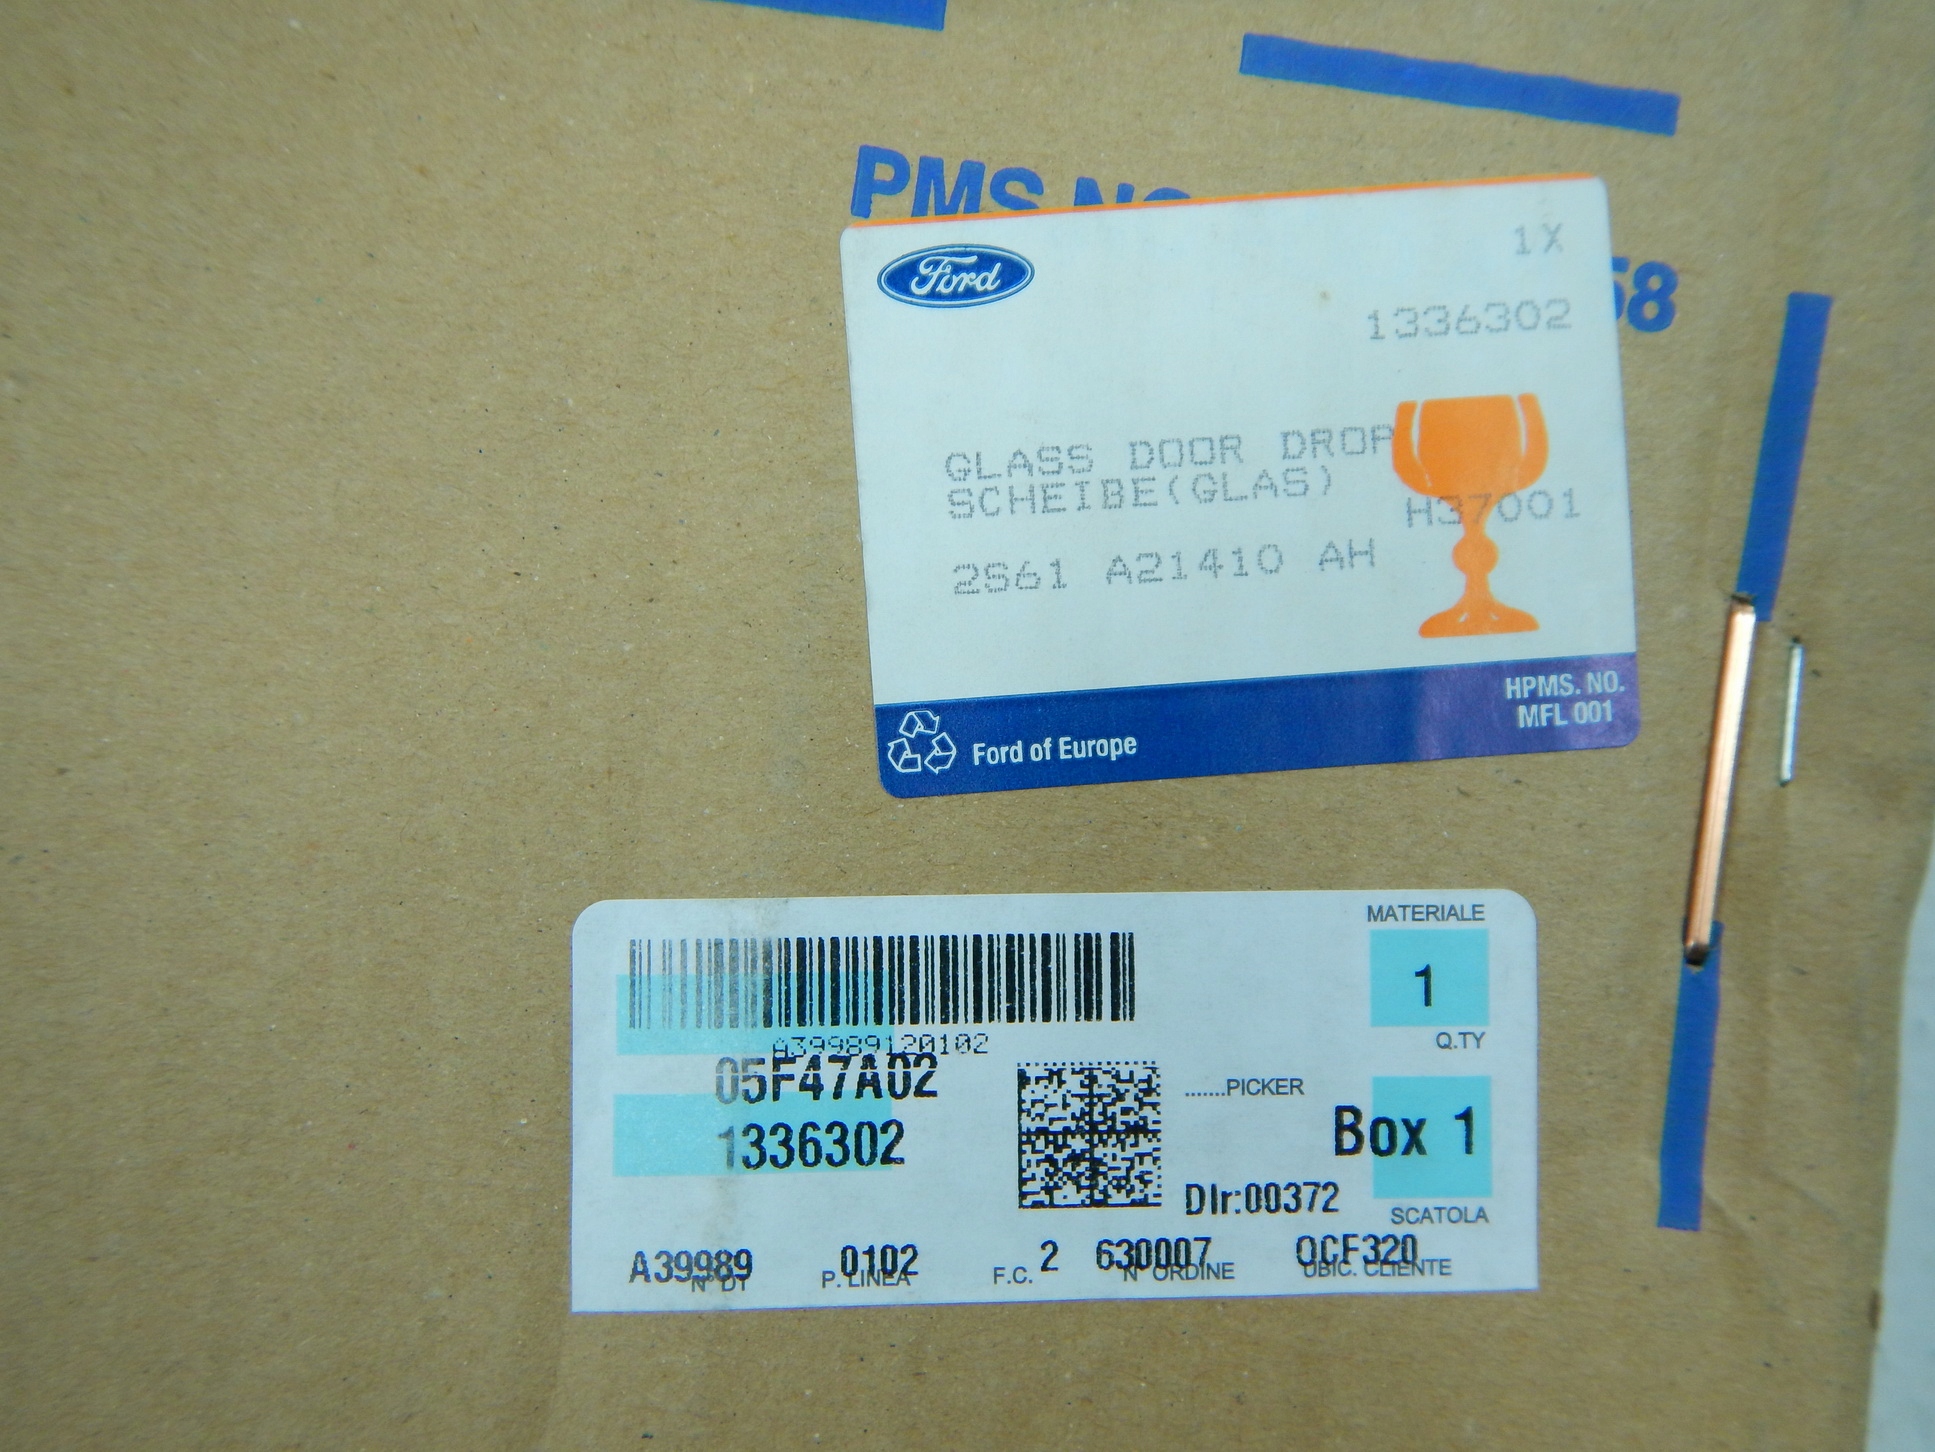 PMS NO
58
Ford
1X
1336302
GLASS DOOR DROP
SCHEIBE(GLAS)
H37001
2S61 A21410 AH
HPMS. NO.
MFL 001
Ford of Europe
MATERIALE
1
Q.TY
A39989120102
05F47A02
1336302
.......PICKER
Box 1
Dlr:00372
SCATOLA
A39989 0102 2 630007 OCF320
N° DT P. LINEA F.C. N° ORDINE UBIC. CLIENTE